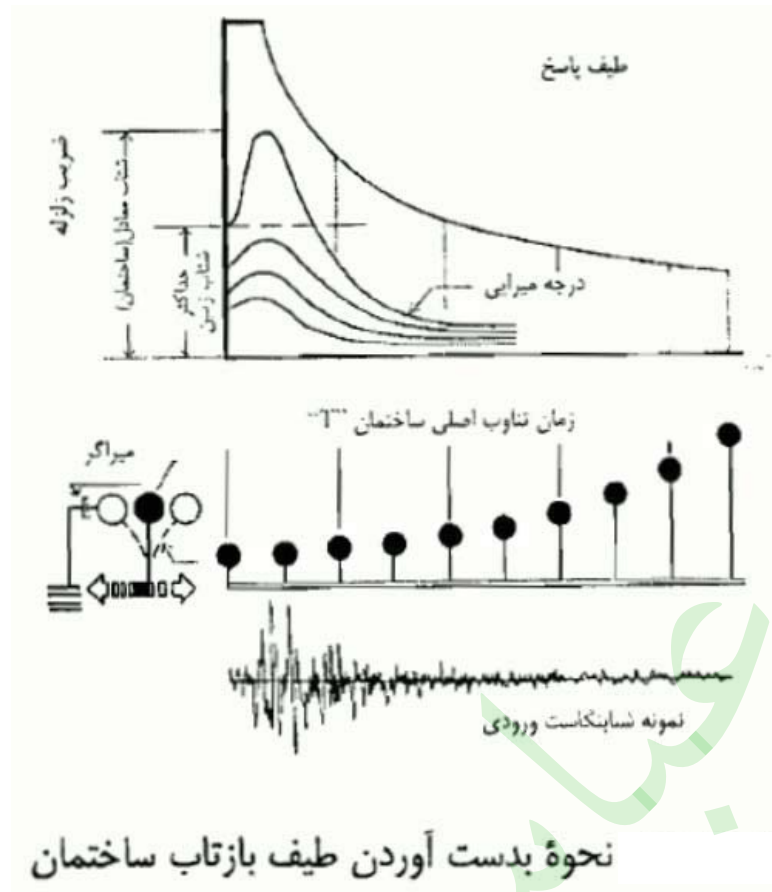 طیف پاسخ
ضریب زلزله
شتاب معادل (ساختمان)
حداکثر
شتاب زمین
درجه میرایی
زمان تناوب اصلی ساختمان "T"
میراگر
نمونه شتابنگاشت ورودی
نحوهٔ بدست آوردن طیف بازتاب ساختمان